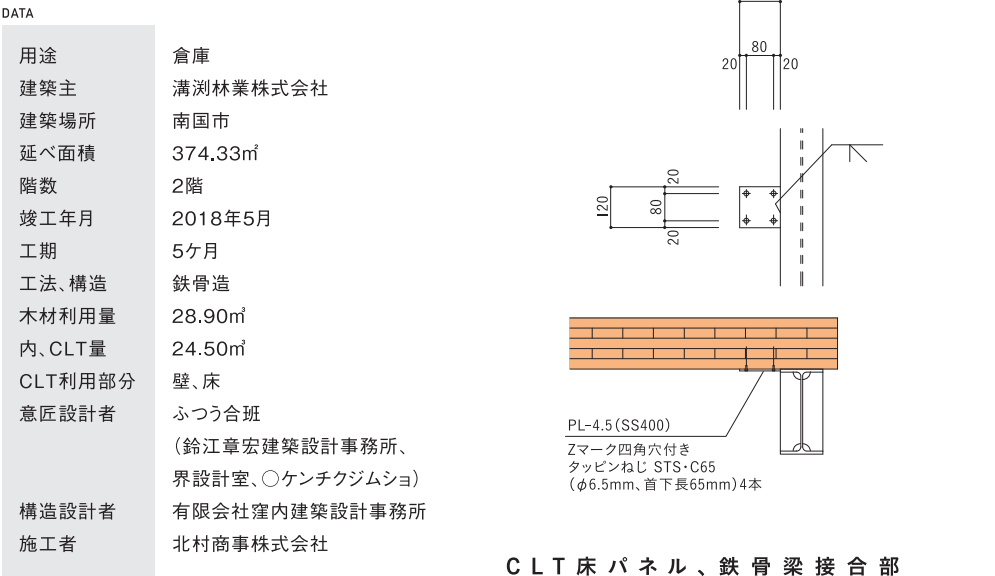 DATA
用途 倉庫
建築主 溝渕林業株式会社
建築場所 南国市
延べ面積 374.33㎡
階数 2階
竣工年月 2018年5月
工期 5ケ月
工法、構造 鉄骨造
木材利用量 28.90㎥
内、CLT量 24.50㎥
CLT利用部分 壁、床
意匠設計者 ふつう合班
（鈴江章宏建築設計事務所、
界設計室、○ケンチクジムショ）
構造設計者 有限会社窪内建築設計事務所
施工者 北村商事株式会社
80
20 20
20
120 80
20
PL-4.5(SS400)
Zマーク四角穴付き
タッピンねじ STS・C65
（φ6.5mm、首下長65mm）4本
CLT床パネル、鉄骨梁接合部